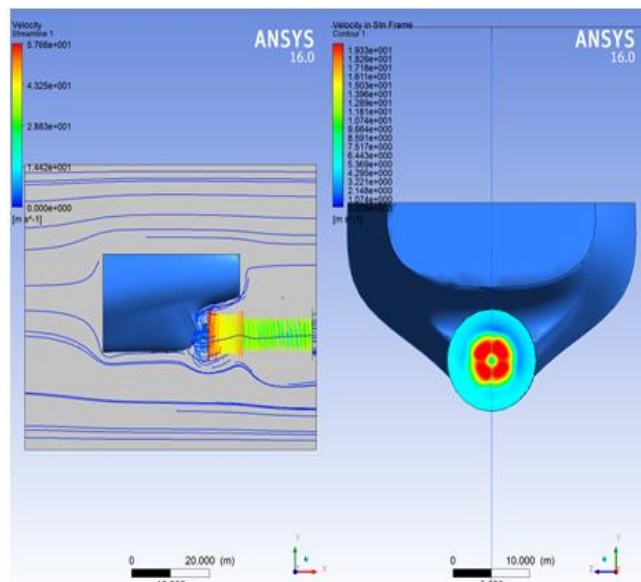 Velocity
Streamline 1
5.766e+001
4.325e+001
2.883e+001
1.442e+001
0.000e+000
[m s^-1]
ANSYS
16.0
0 20.000 (m)
y
x
Velocity in Stn Frame
Contour 1
1.933e+001
1.826e+001
1.718e+001
1.611e+001
1.503e+001
1.396e+001
1.289e+001
1.181e+001
1.074e+001
9.664e+000
8.591e+000
7.517e+000
6.443e+000
5.369e+000
4.295e+000
3.221e+000
2.148e+000
1.074e+000
[m s^-1]
ANSYS
16.0
0 10.000 (m)
y
z